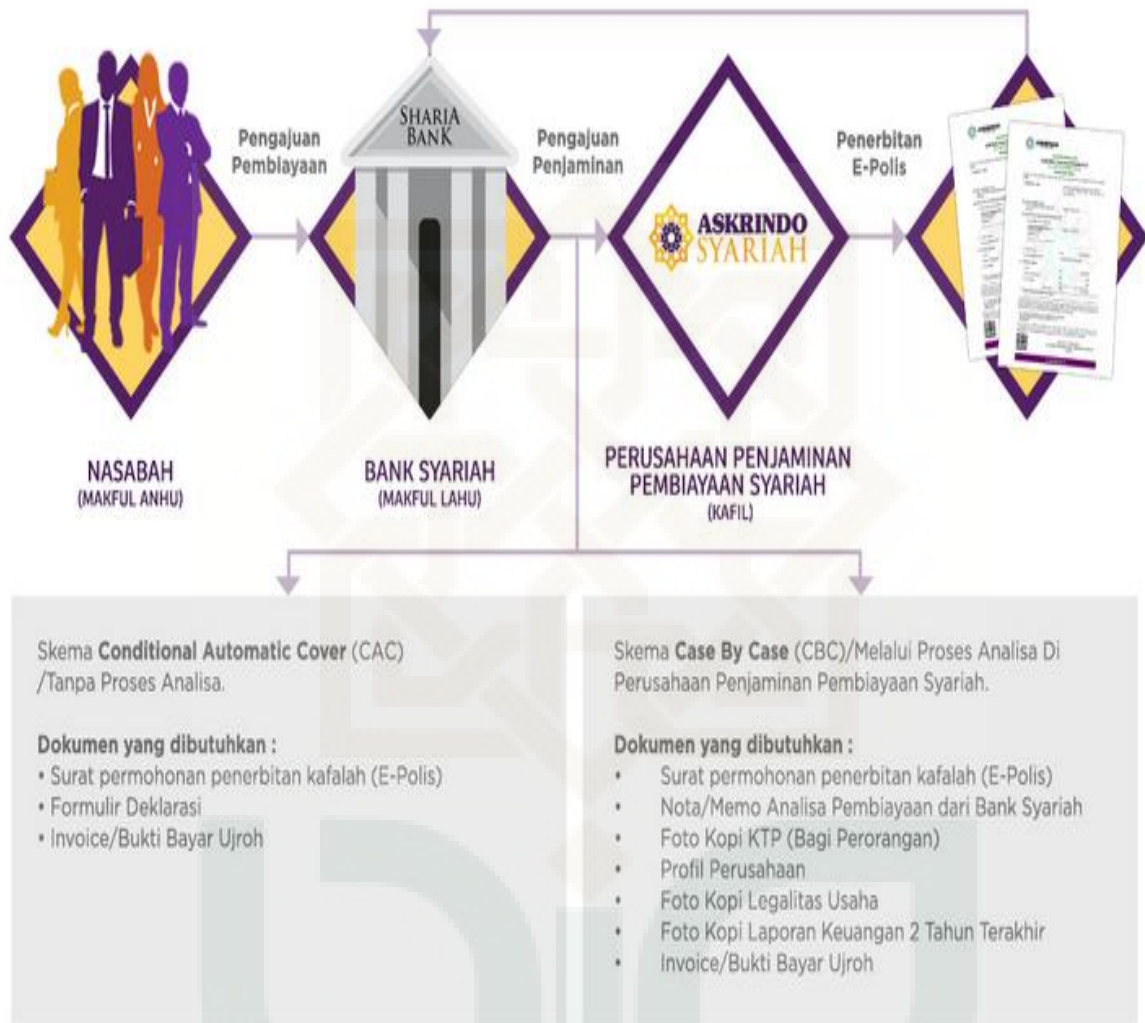 SHARIA
BANK
Pengajuan
Pembiayaan
Pengajuan
Penjaminan
ASKRINDO
SYARIAH
Penerbitan
E-Polis
NASABAH
(MAKFUL ANHU)
BANK SYARIAH
(MAKFUL LAHU)
PERUSAHAAN PENJAMINAN
PEMBIAYAAN SYARIAH
(KAFIL)
Skema Conditional Automatic Cover (CAC)
/Tanpa Proses Analisa.
Dokumen yang dibutuhkan :
• Surat permohonan penerbitan kafalah (E-Polis)
• Formulir Deklarasi
• Invoice/Bukti Bayar Ujroh
Skema Case By Case (CBC)/Melalui Proses Analisa Di
Perusahaan Penjaminan Pembiayaan Syariah.
Dokumen yang dibutuhkan :
• Surat permohonan penerbitan kafalah (E-Polis)
• Nota/Memo Analisa Pembiayaan dari Bank Syariah
• Foto Kopi KTP (Bagi Perorangan)
• Profil Perusahaan
• Foto Kopi Legalitas Usaha
• Foto Kopi Laporan Keuangan 2 Tahun Terakhir
• Invoice/Bukti Bayar Ujroh